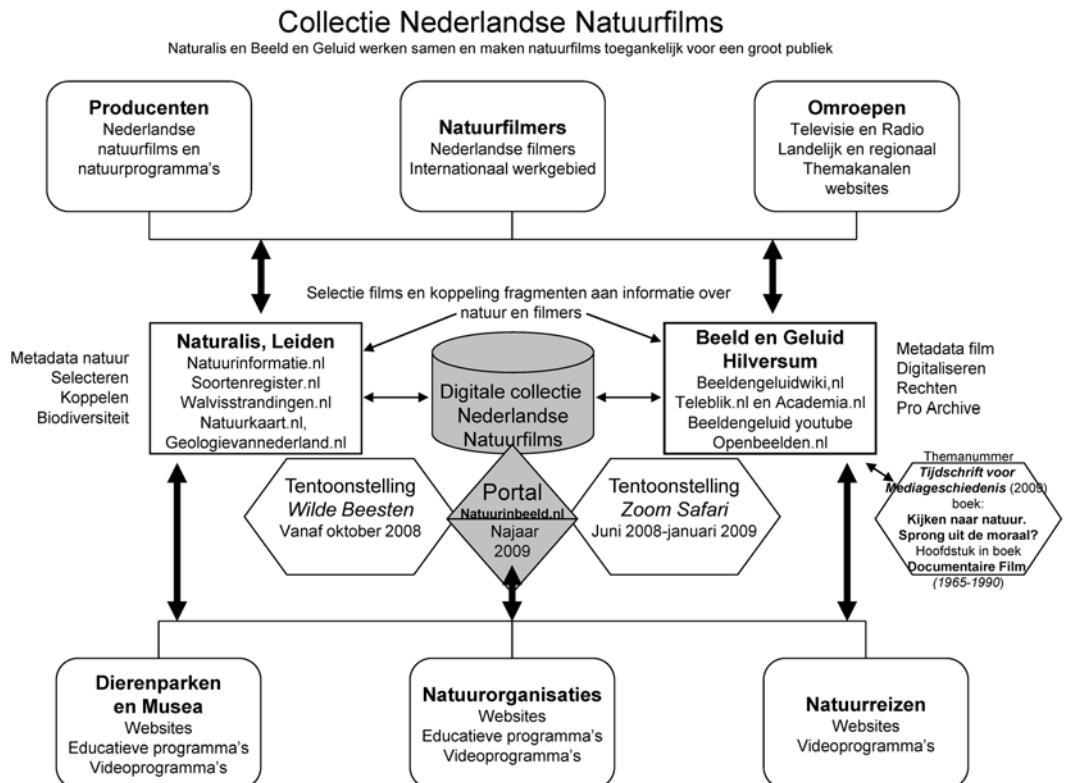 Collectie Nederlandse Natuurfilms
Naturalis en Beeld en Geluid werken samen en maken natuurfilms toegankelijk voor een groot publiek
Producenten
Nederlandse
natuurfilms en
natuurprogramma's
Natuurfilmers
Nederlandse filmers
Internationaal werkgebied
Omroepen
Televisie en Radio
Landelijk en regionaal
Themakanalen
websites
Selectie films en koppeling fragmenten aan informatie over
natuur en filmers
Metadata natuur
Selecteren
Koppelen
Biodiversiteit
Naturalis, Leiden
Natuurinformatie.nl
Soortenregister.nl
Walvisstrandingen.nl
Natuurkaart.nl,
Geologievannederland.nl
Digitale collectie
Nederlandse
Natuurfilms
Beeld en Geluid
Hilversum
Beeldengeluidwiki,nl
Teleblik.nl en Academia.nl
Beeldengeluid youtube
Openbeelden.nl
Metadata film
Digitaliseren
Rechten
Pro Archive
Tentoonstelling
Wilde Beesten
Vanaf oktober 2008
Portal
Natuurinbeeld.nl
Najaar
2009
Tentoonstelling
Zoom Safari
Juni 2008-januari 2009
Themanummer
Tijdschrift voor
Mediageschiedenis (2009)
boek:
Kijken naar natuur.
Sprong uit de moraal?
Hoofdstuk in boek
Documentaire Film
(1965-1990)
Dierenparken
en Musea
Websites
Educatieve programma's
Videoprogramma's
Natuurorganisaties
Websites
Educatieve programma's
Videoprogramma's
Natuurreizen
Websites
Videoprogramma's